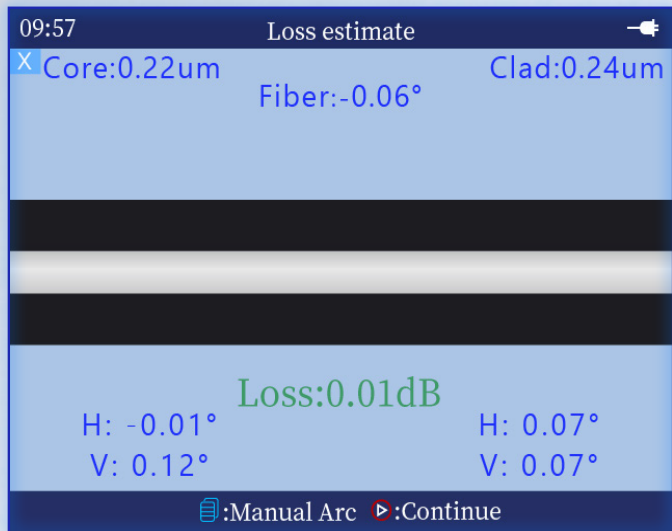 09:57 Loss estimate
X Core:0.22um Clad:0.24um
Fiber:-0.06°
Loss:0.01dB
H: -0.01° H: 0.07°
V: 0.12° V: 0.07°
:Manual Arc :Continue